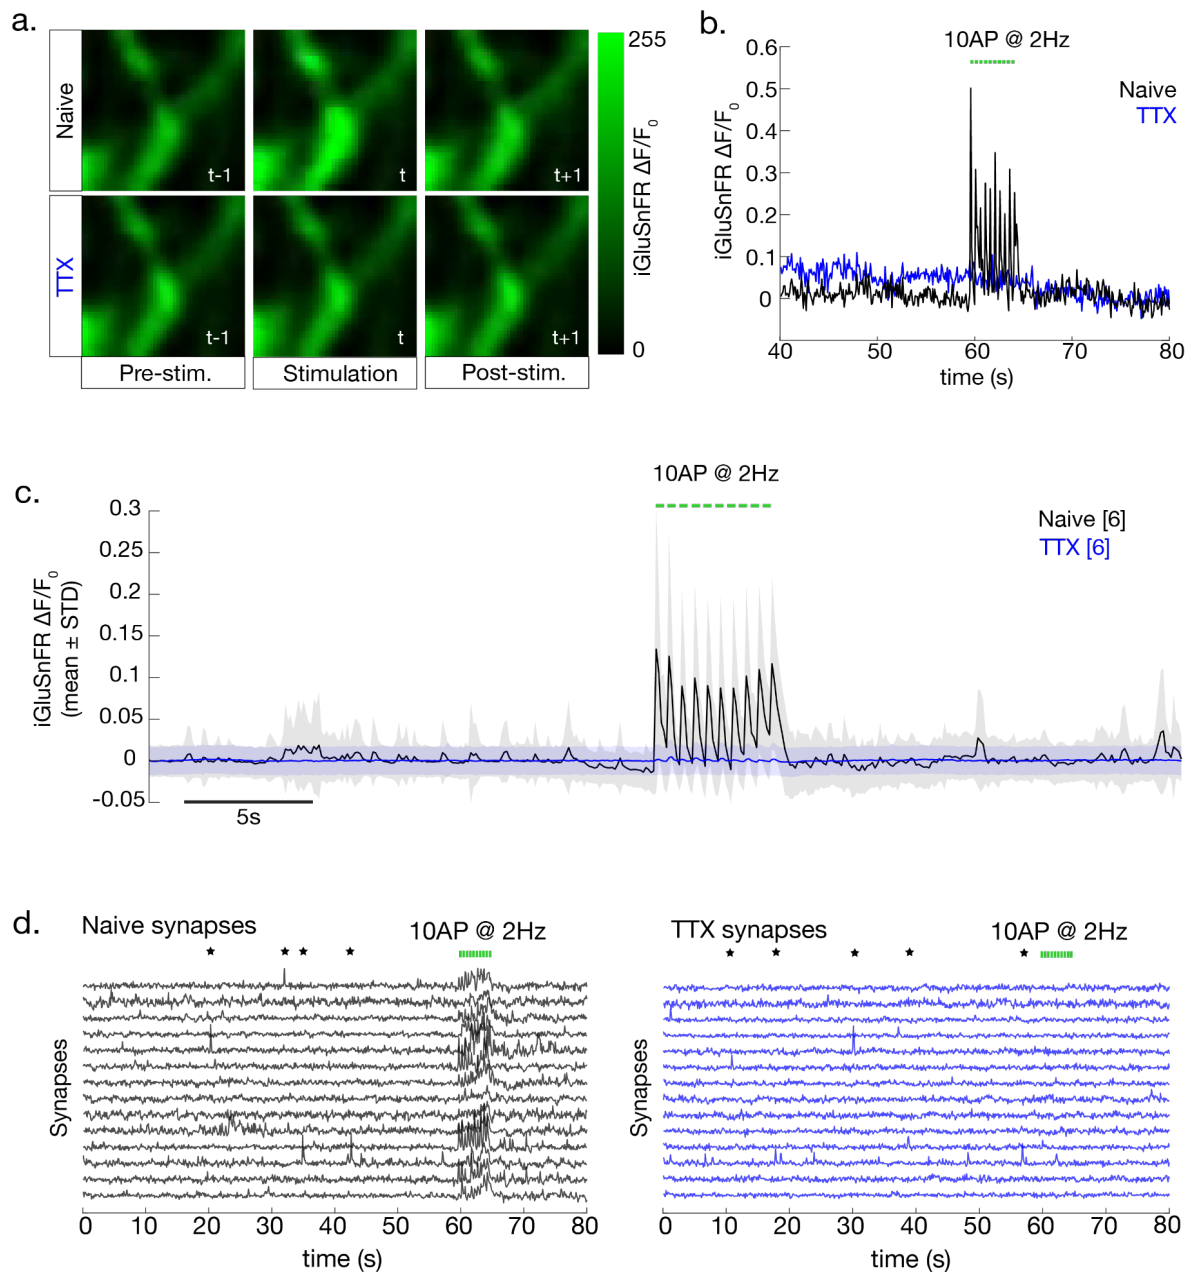 a.
Naive
t-1
t
t+1
TTX
t-1
t
t+1
Pre-stim.
Stimulation
Post-stim.
255
0
iGluSnFR ΔF/F0
b.
10AP @ 2Hz
Naive
TTX
0.6
0.5
0.4
0.3
0.2
0.1
0
iGluSnFR ΔF/F0
40
50
60
70
80
time (s)
c.
10AP @ 2Hz
Naive [6]
TTX [6]
0.3
0.25
0.2
0.15
0.1
0.05
0
-0.05
iGluSnFR ΔF/F0
(mean ± STD)
5s
d.
Naive synapses
10AP @ 2Hz
Synapses
0
10
20
30
40
50
60
70
80
time (s)
TTX synapses
10AP @ 2Hz
Synapses
0
10
20
30
40
50
60
70
80
time (s)